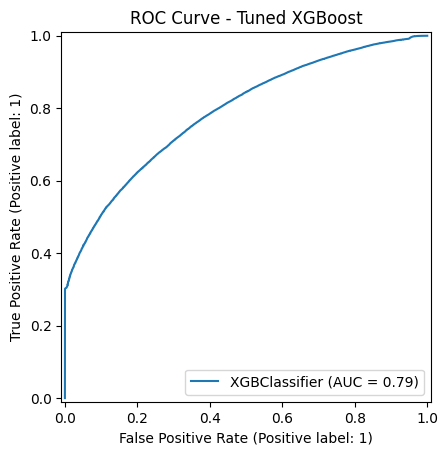 ROC Curve - Tuned XGBoost
1.0
0.8
0.6
0.4
0.2
0.0
True Positive Rate (Positive label: 1)
XGBClassifier (AUC = 0.79)
0.0 0.2 0.4 0.6 0.8 1.0
False Positive Rate (Positive label: 1)